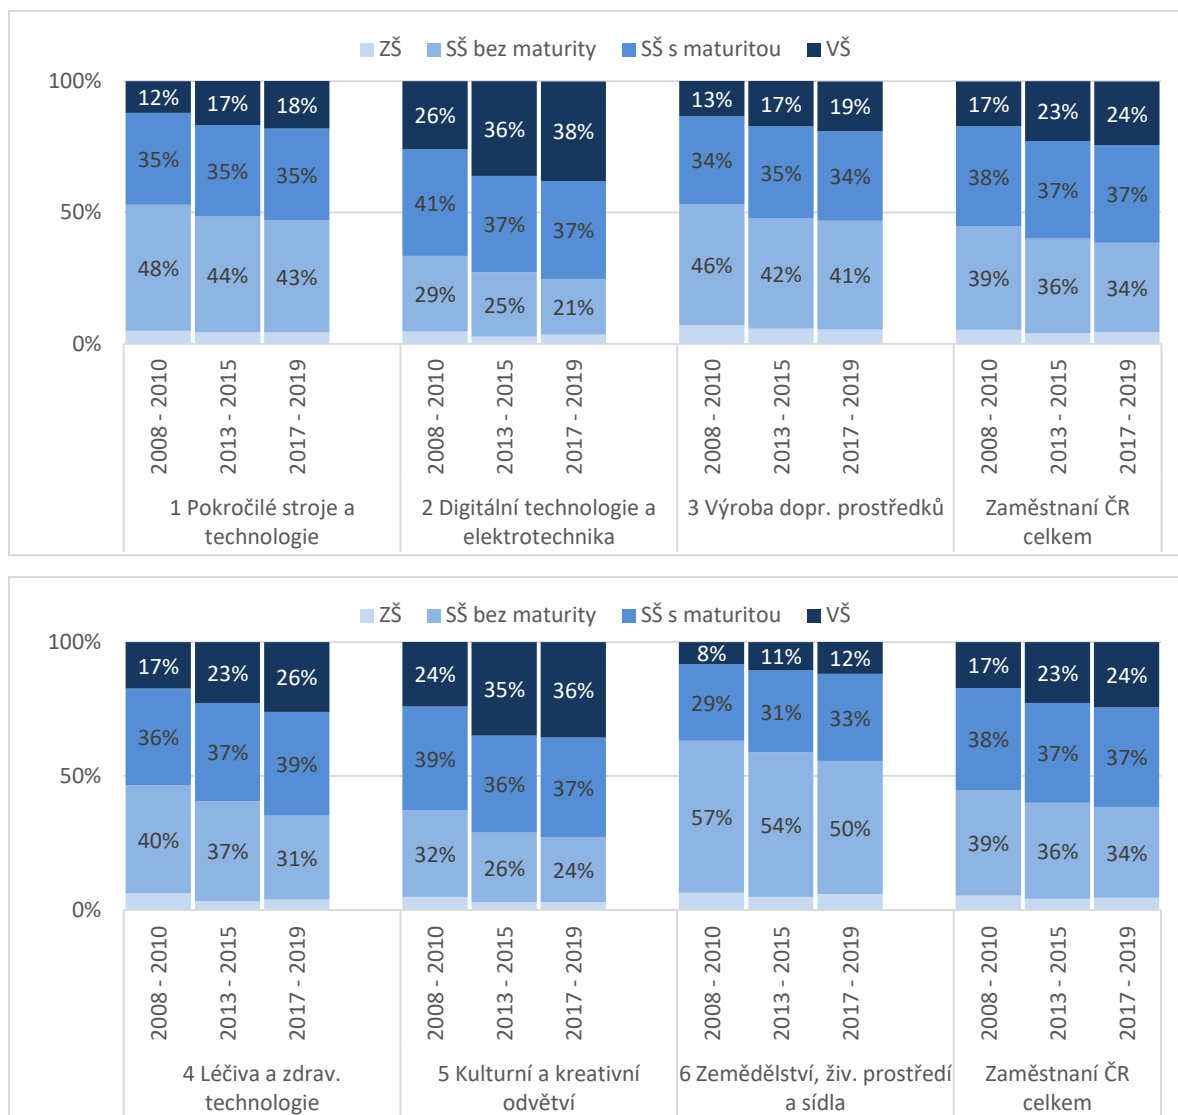 ZŠ SŠ bez maturity SŠ s maturitou VŠ
100%
50%
0%
12% 17% 18% 26% 36% 38% 13% 17% 19% 17% 23% 24%
35% 35% 35% 41% 37% 37% 34% 35% 34% 38% 37% 37%
48% 44% 43% 29% 25% 21% 46% 42% 41% 39% 36% 34%
2008 - 2010
2013 - 2015
2017 - 2019
2008 - 2010
2013 - 2015
2017 - 2019
2008 - 2010
2013 - 2015
2017 - 2019
2008 - 2010
2013 - 2015
2017 - 2019
1 Pokročilé stroje a
technologie
2 Digitální technologie a
elektrotechnika
3 Výroba dopr. prostředků
Zaměstnaní ČR
celkem
ZŠ SŠ bez maturity SŠ s maturitou VŠ
100%
50%
0%
17% 23% 26% 24% 35% 36% 8% 11% 12% 17% 23% 24%
36% 37% 39% 39% 36% 37% 29% 31% 33% 38% 37% 37%
40% 37% 31% 32% 26% 24% 57% 54% 50% 39% 36% 34%
2008 - 2010
2013 - 2015
2017 - 2019
2008 - 2010
2013 - 2015
2017 - 2019
2008 - 2010
2013 - 2015
2017 - 2019
2008 - 2010
2013 - 2015
2017 - 2019
4 Léčiva a zdrav.
technologie
5 Kulturní a kreativní
odvětví
6 Zemědělství, živ. prostředí
a sídla
Zaměstnaní ČR
celkem